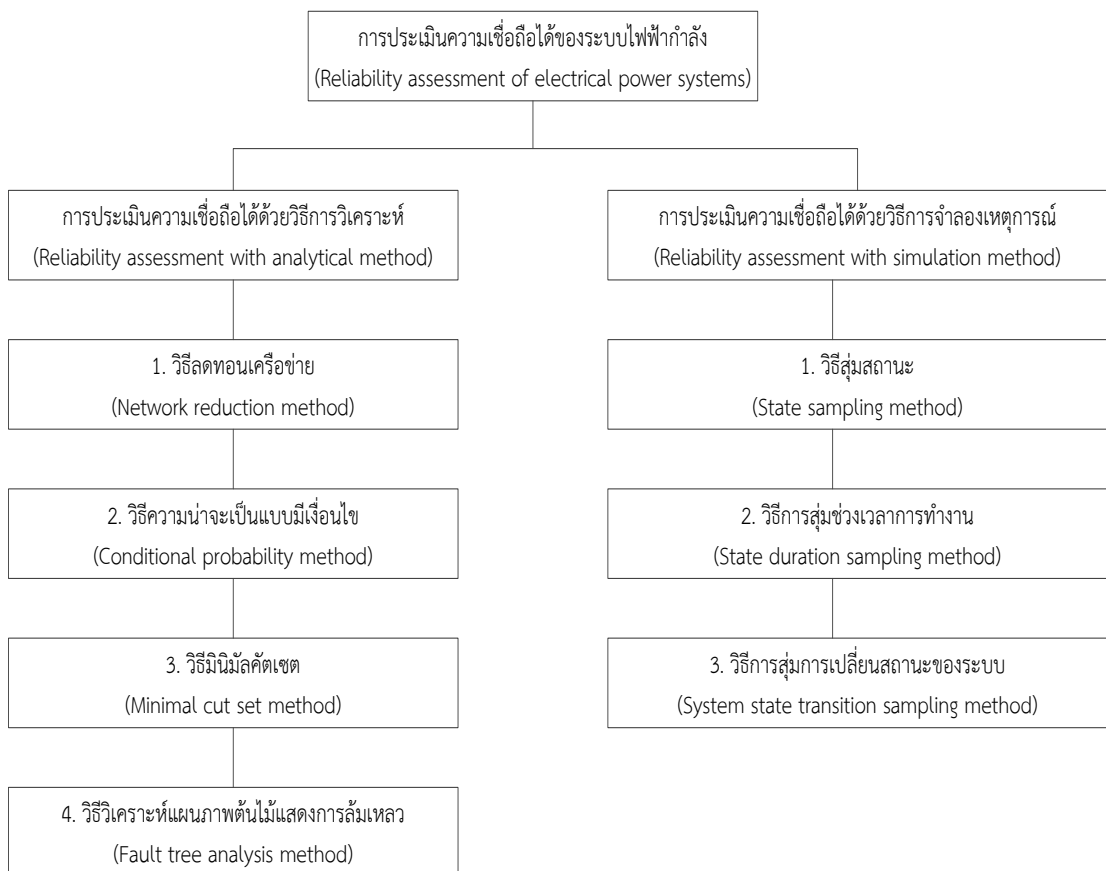 การประเมินความเชื่อถือได้ของระบบไฟฟ้ากำลัง
(Reliability assessment of electrical power systems)
การประเมินความเชื่อถือได้ด้วยวิธีการวิเคราะห์
(Reliability assessment with analytical method)
1. วิธีลดทอนเครือข่าย
(Network reduction method)
2. วิธีความน่าจะเป็นแบบมีเงื่อนไข
(Conditional probability method)
3. วิธีมินิมัลคัตเซต
(Minimal cut set method)
4. วิธีวิเคราะห์แผนภาพต้นไม้แสดงการล้มเหลว
(Fault tree analysis method)
การประเมินความเชื่อถือได้ด้วยวิธีการจำลองเหตุการณ์
(Reliability assessment with simulation method)
1. วิธีสุ่มสถานะ
(State sampling method)
2. วิธีการสุ่มช่วงเวลาการทำงาน
(State duration sampling method)
3. วิธีการสุ่มการเปลี่ยนสถานะของระบบ
(System state transition sampling method)